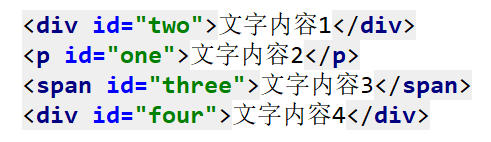 <div id="two">文字内容1</div>
<p id="one">文字内容2</p>
<span id="three">文字内容3</span>
<div id="four">文字内容4</div>